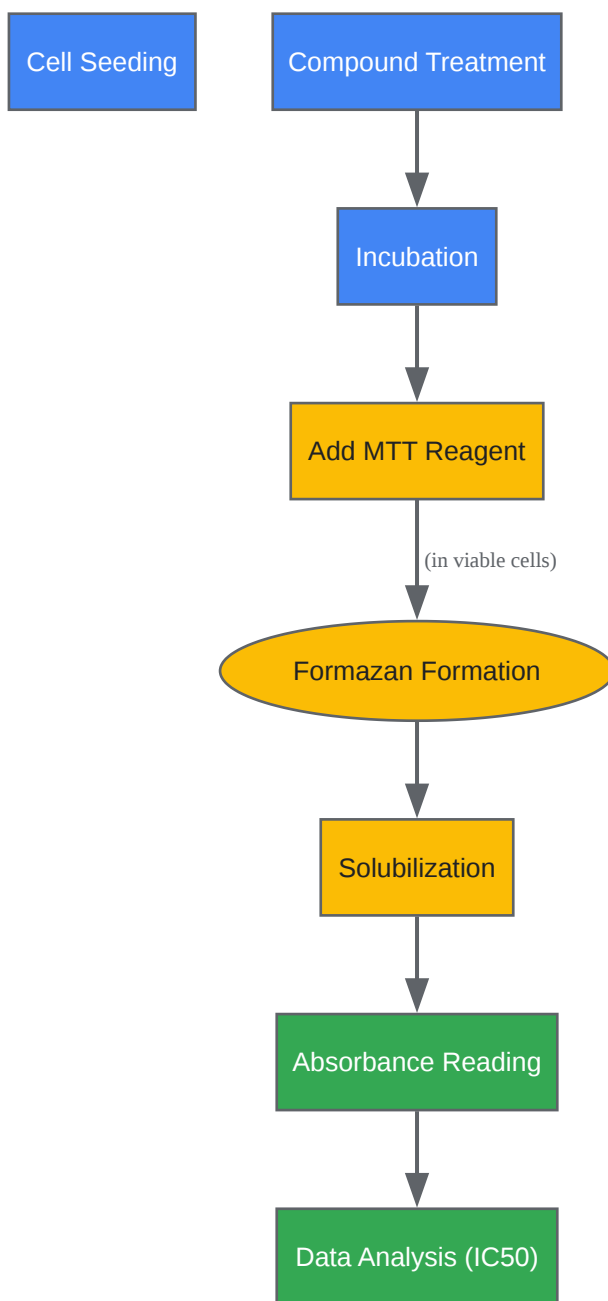 Cell Seeding
Compound Treatment
Incubation
Add MTT Reagent
(in viable cells)
Formazan Formation
Solubilization
Absorbance Reading
Data Analysis (IC50)